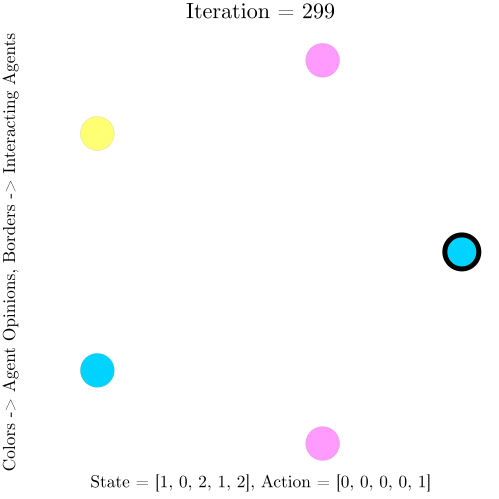 Iteration = 299
Colors -> Agent Opinions, Borders -> Interacting Agents
State = [1, 0, 2, 1, 2], Action = [0, 0, 0, 0, 1]